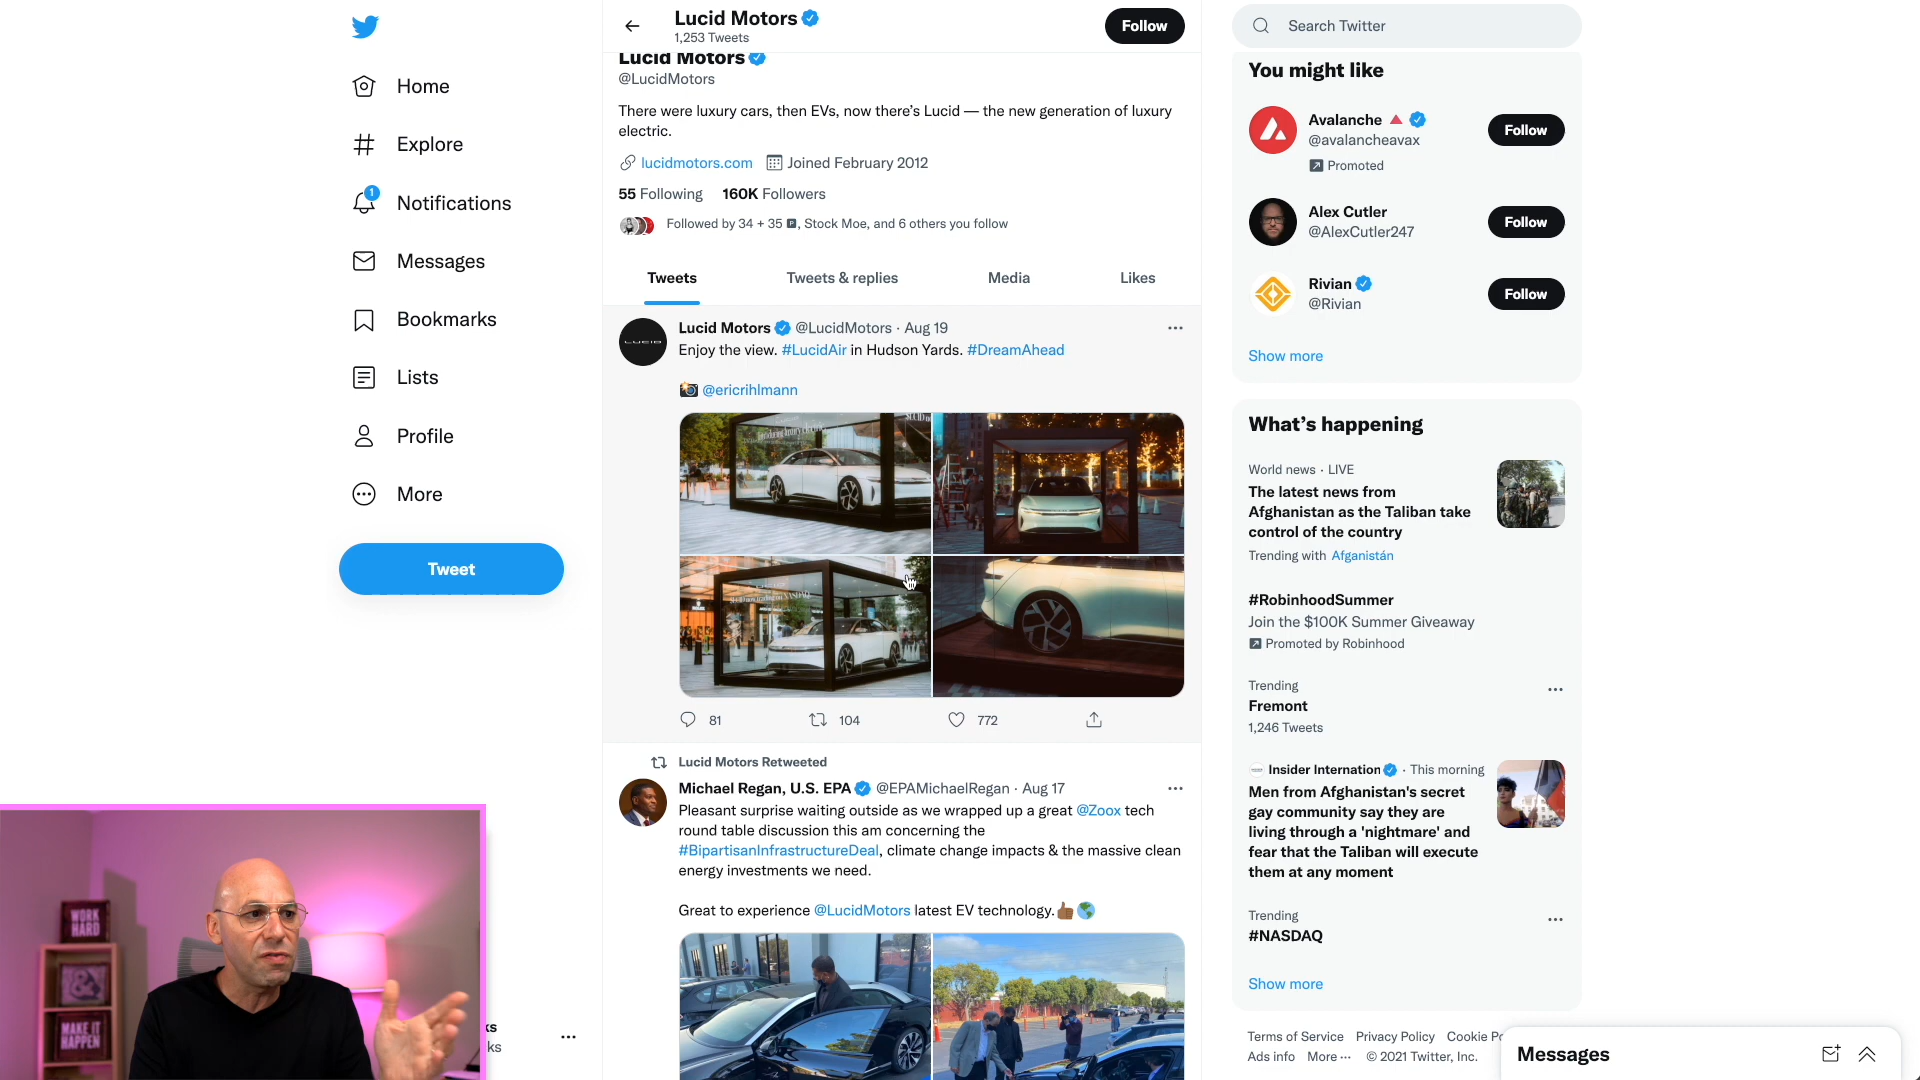 Home
Explore
1
Notifications
Messages
Bookmarks
Lists
Profile
More
Tweet
WORK
HARD
&
MAKE IT
HAPPEN
ks
ks
Lucid Motors
1,253 Tweets
Follow
Lucid Motors
@LucidMotors
There were luxury cars, then EVs, now there’s Lucid — the new generation of luxury
electric.
lucidmotors.com Joined February 2012
55 Following 160K Followers
Followed by 34 + 35 🅿, Stock Moe, and 6 others you follow
Tweets Tweets & replies Media Likes
LUCID
Lucid Motors @LucidMotors · Aug 19
Enjoy the view. #LucidAir in Hudson Yards. #DreamAhead
📸 @ericrihlmann
81 104 772
Lucid Motors Retweeted
Michael Regan, U.S. EPA @EPAMichaelRegan · Aug 17
Pleasant surprise waiting outside as we wrapped up a great @Zoox tech
round table discussion this am concerning the
#BipartisanInfrastructureDeal, climate change impacts & the massive clean
energy investments we need.
Great to experience @LucidMotors latest EV technology.👍🏾🌎
Search Twitter
You might like
Avalanche 🔺
@avalancheavax
Promoted
Follow
Alex Cutler
@AlexCutler247
Follow
Rivian
@Rivian
Follow
Show more
What’s happening
World news · LIVE
The latest news from
Afghanistan as the Taliban take
control of the country
Trending with Afganistán
#RobinhoodSummer
Join the $100K Summer Giveaway
Promoted by Robinhood
Trending
Fremont
1,246 Tweets
Insider Internation · This morning
Men from Afghanistan's secret
gay community say they are
living through a 'nightmare' and
fear that the Taliban will execute
them at any moment
Trending
#NASDAQ
Show more
Terms of Service Privacy Policy Cookie Po
Ads info More ··· © 2021 Twitter, Inc.
Messages